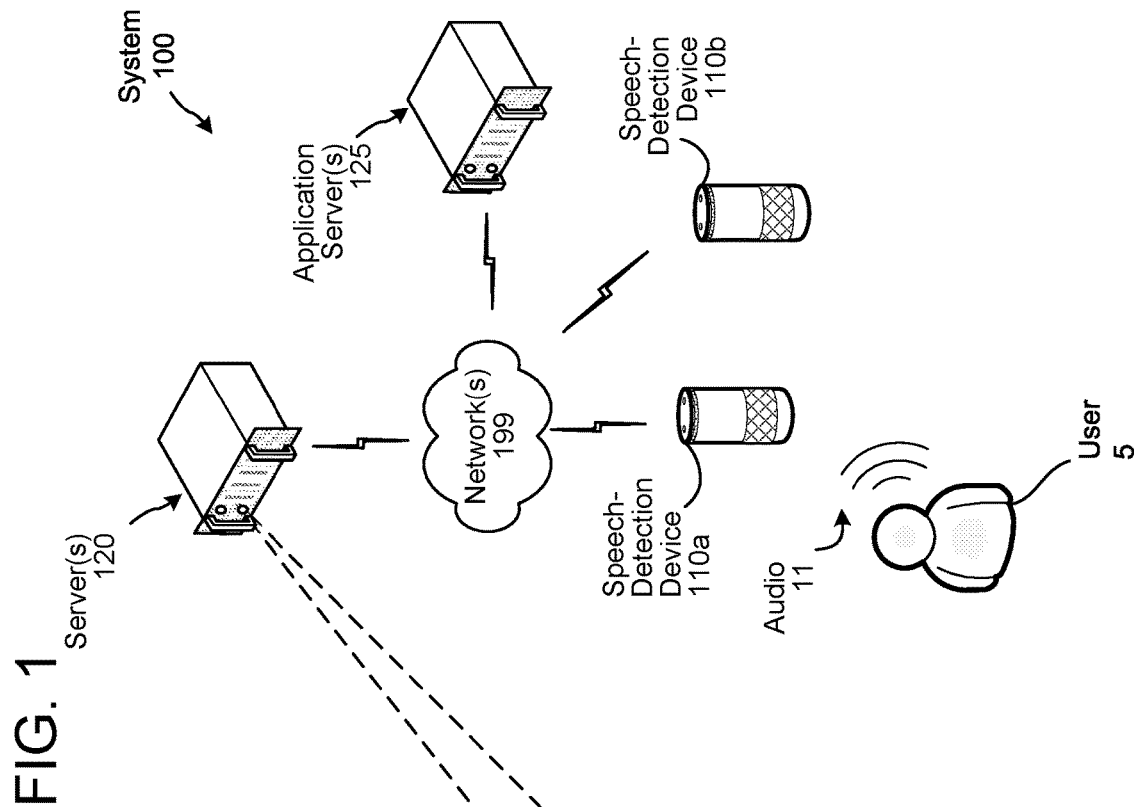 FIG. 1
System
100
Server(s)
120
Application
Server(s)
125
Network(s)
199
Speech-
Detection
Device
110a
Speech-
Detection
Device
110b
Audio
11
User
5